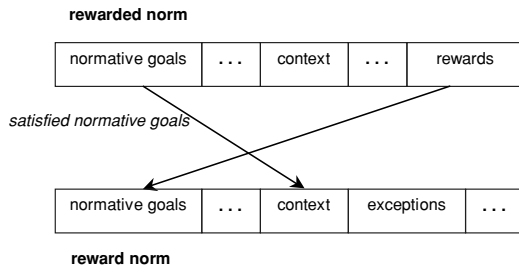 rewarded norm
normative goals ... context ... rewards
satisfied normative goals
normative goals ... context exceptions ...
reward norm